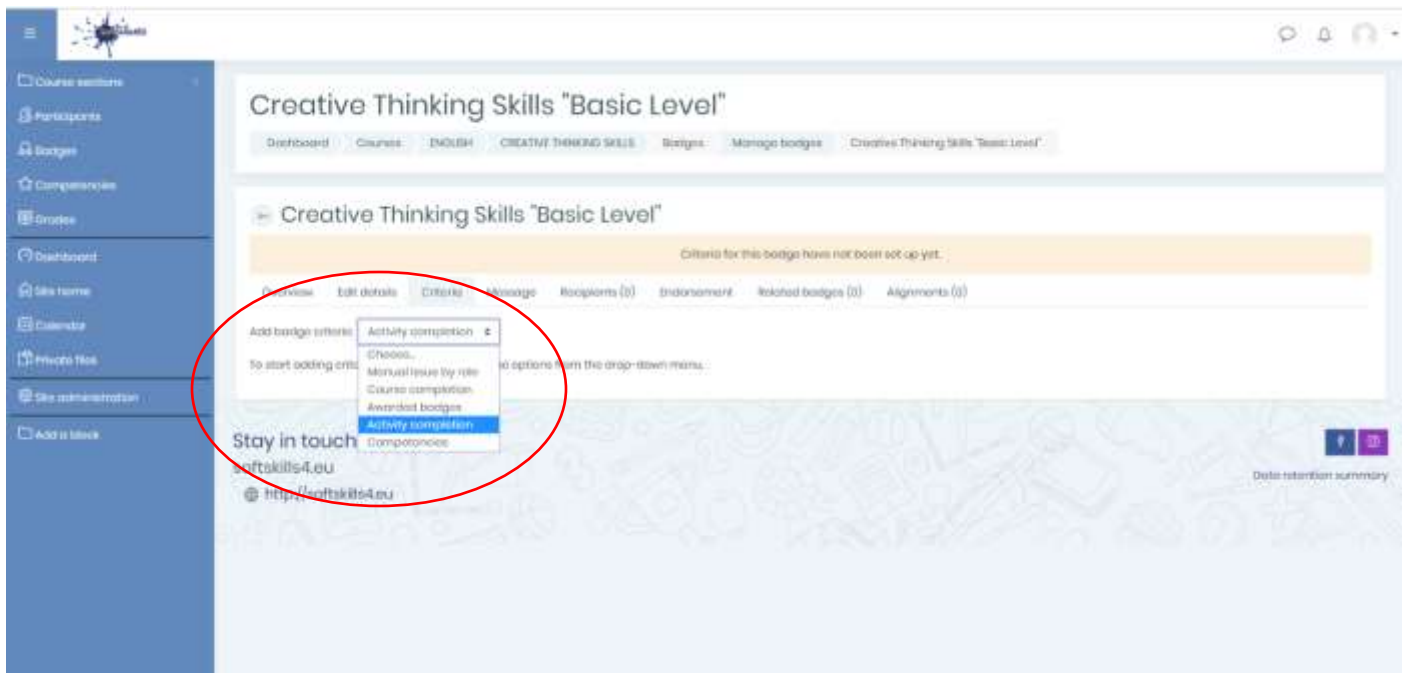 Course sections
Participants
Badges
Competencies
Grades
Dashboard
Site home
Calendar
Private files
Site administration
Add a block
Creative Thinking Skills "Basic Level"
Dashboard Courses ENGLISH CREATIVE THINKING SKILLS Badges Manage badges Creative Thinking Skills "Basic Level"
Creative Thinking Skills "Basic Level"
Criteria for this badge have not been set up yet.
Overview Edit details Criteria Message Recipients (0) Endorsement Related badges (0) Alignments (0)
Add badge criteria Activity completion
To start adding crite
options from the drop-down menu.
Choose...
Manual issue by role
Course completion
Awarded badges
Activity completion
Competencies
Stay in touch
softskills4.eu
http://softskills4.eu
Data retention summary